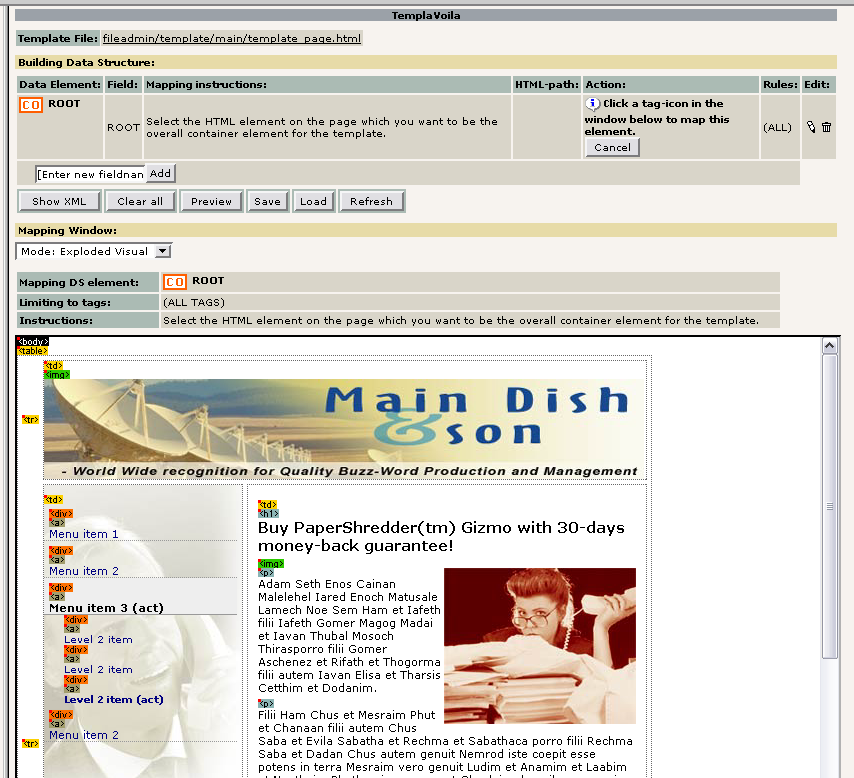 TemplaVoila
Template File: fileadmin/template/main/template_page.html
Building Data Structure:
Data Element: Field: Mapping instructions: HTML-path: Action: Rules: Edit:
CO ROOT
ROOT
Select the HTML element on the page which you want to be the
overall container element for the template.
Click a tag-icon in the
window below to map this
element.
Cancel
(ALL)
[Enter new fieldnan Add
Show XML Clear all Preview Save Load Refresh
Mapping Window:
Mode: Exploded Visual
Mapping DS element: CO ROOT
Limiting to tags: (ALL TAGS)
Instructions: Select the HTML element on the page which you want to be the overall container element for the template.
<body>
<table>
<td>
<img>
<tr>
Main Dish
& son
- World Wide recognition for Quality Buzz-Word Production and Management
<td>
<div>
<a>
Menu item 1
<div>
<a>
Menu item 2
<div>
<a>
Menu item 3 (act)
<div>
<a>
Level 2 item
<div>
<a>
Level 2 item
<div>
<a>
Level 2 item (act)
<div>
<a>
Menu item 2
<tr>
<td>
<h1>
Buy PaperShredder(tm) Gizmo with 30-days
money-back guarantee!
<img>
<p>
Adam Seth Enos Cainan
Malelehel Iared Enoch Matusale
Lamech Noe Sem Ham et Iafeth
filii Iafeth Gomer Magog Madai
et Iavan Thubal Mosoch
Thirasporro filii Gomer
Aschenez et Rifath et Thogorma
filii autem Iavan Elisa et Tharsis
Cetthim et Dodanim.
<p>
Filii Ham Chus et Mesraim Phut
et Chanaan filii autem Chus
Saba et Evila Sabatha et Rechma et Sabathaca porro filii Rechma
Saba et Dadan Chus autem genuit Nemrod iste coepit esse
potens in terra Mesraim vero genuit Ludim et Anamim et Laabim